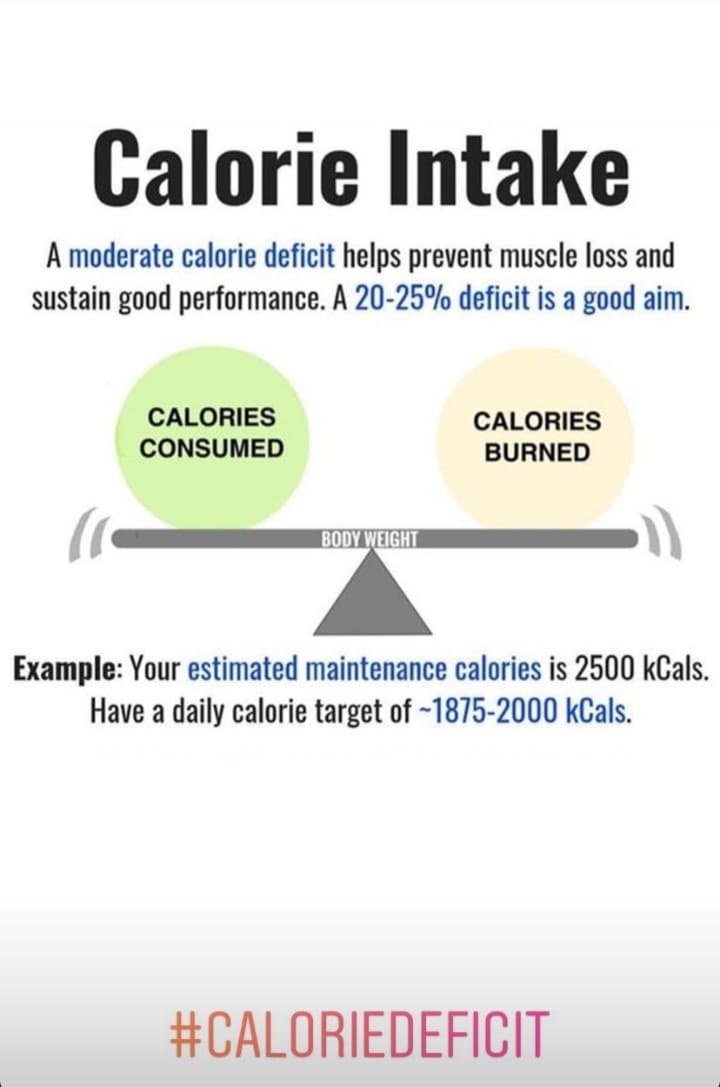 Calorie Intake
A moderate calorie deficit helps prevent muscle loss and
sustain good performance. A 20-25% deficit is a good aim.
CALORIES
CONSUMED
CALORIES
BURNED
BODY WEIGHT
Example: Your estimated maintenance calories is 2500 kCals.
Have a daily calorie target of ~1875-2000 kCals.
#CALORIEDEFICIT